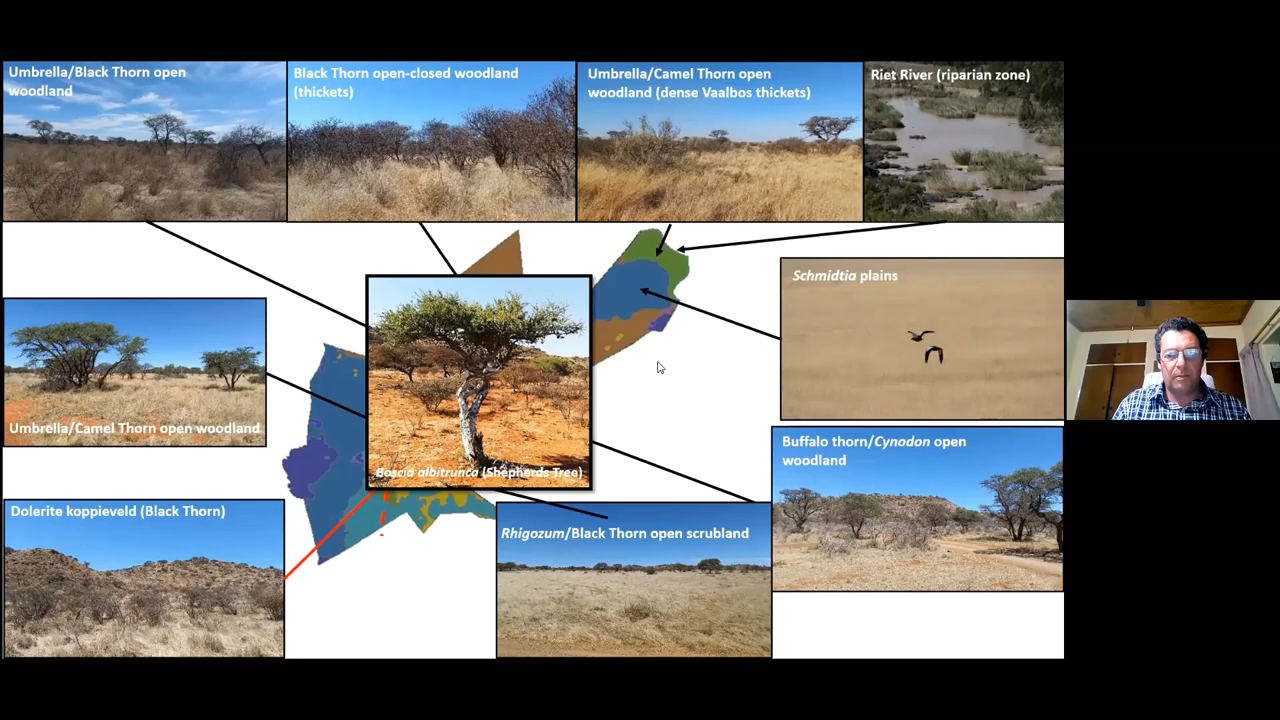 Umbrella/Black Thorn open
woodland
Black Thorn open-closed woodland
(thickets)
Umbrella/Camel Thorn open
woodland (dense Vaalbos thickets)
Riet River (riparian zone)
Schmidtia plains
Umbrella/Camel Thorn open woodland
Boscia albitrunca (Shepherds Tree)
Buffalo thorn/Cynodon open
woodland
Dolerite koppieveld (Black Thorn)
Rhigozum/Black Thorn open scrubland